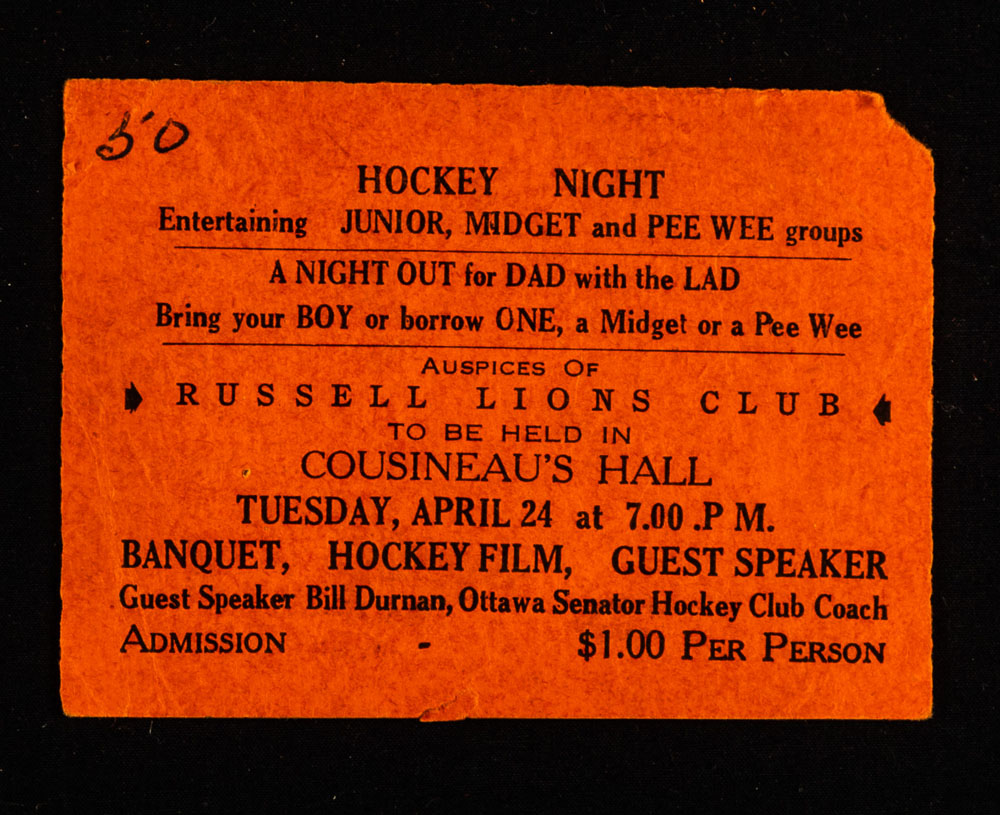 50
HOCKEY NIGHT
Entertaining JUNIOR, MIDGET and PEE WEE groups
A NIGHT OUT for DAD with the LAD
Bring your BOY or borrow ONE, a Midget or a Pee Wee
AUSPICES OF
RUSSELL LIONS CLUB
TO BE HELD IN
COUSINEAU'S HALL
TUESDAY, APRIL 24 at 7.00 .P M.
BANQUET, HOCKEY FILM, GUEST SPEAKER
Guest Speaker Bill Durnan, Ottawa Senator Hockey Club Coach
ADMISSION - $1.00 PER PERSON